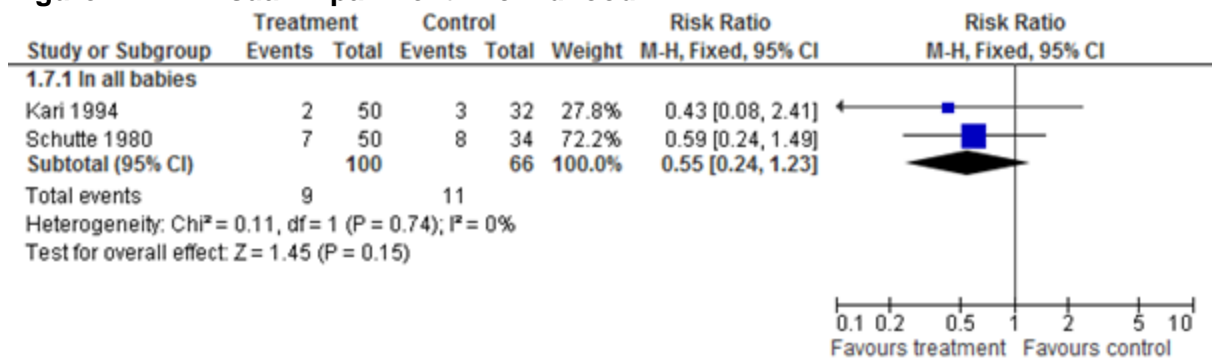 Treatment Control Risk Ratio Risk Ratio
Study or Subgroup Events Total Events Total Weight M-H, Fixed, 95% CI M-H, Fixed, 95% CI
1.7.1 In all babies
Kari 1994 2 50 3 32 27.8% 0.43 [0.08, 2.41]
Schutte 1980 7 50 8 34 72.2% 0.59 [0.24, 1.49]
Subtotal (95% CI) 100 66 100.0% 0.55 [0.24, 1.23]
Total events 9 11
Heterogeneity: Chi² = 0.11, df = 1 (P = 0.74); I² = 0%
Test for overall effect: Z = 1.45 (P = 0.15)
0.1 0.2 0.5 1 2 5 10
Favours treatment Favours control